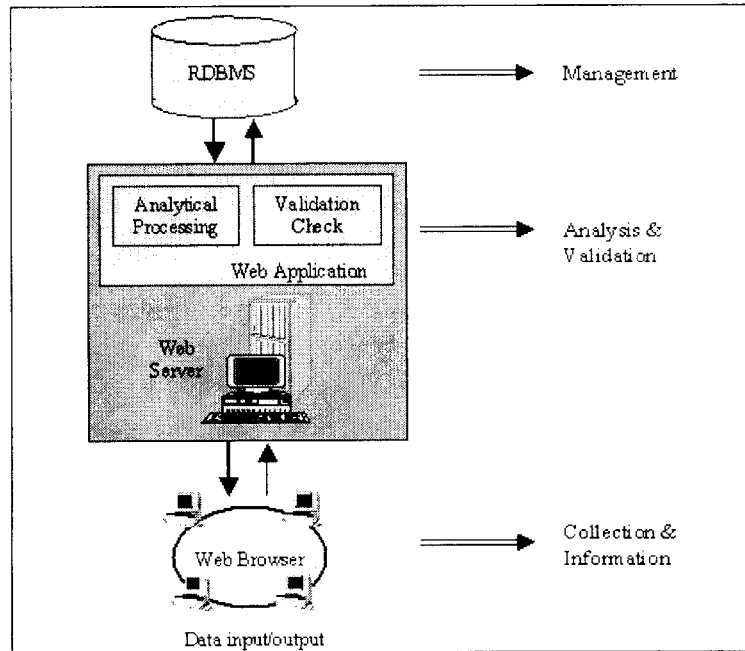 RDBMS
Management
Analytical
Processing
Validation
Check
Web Application
Analysis &
Validation
Web
Server
Web Browser
Collection &
Information
Data input/output